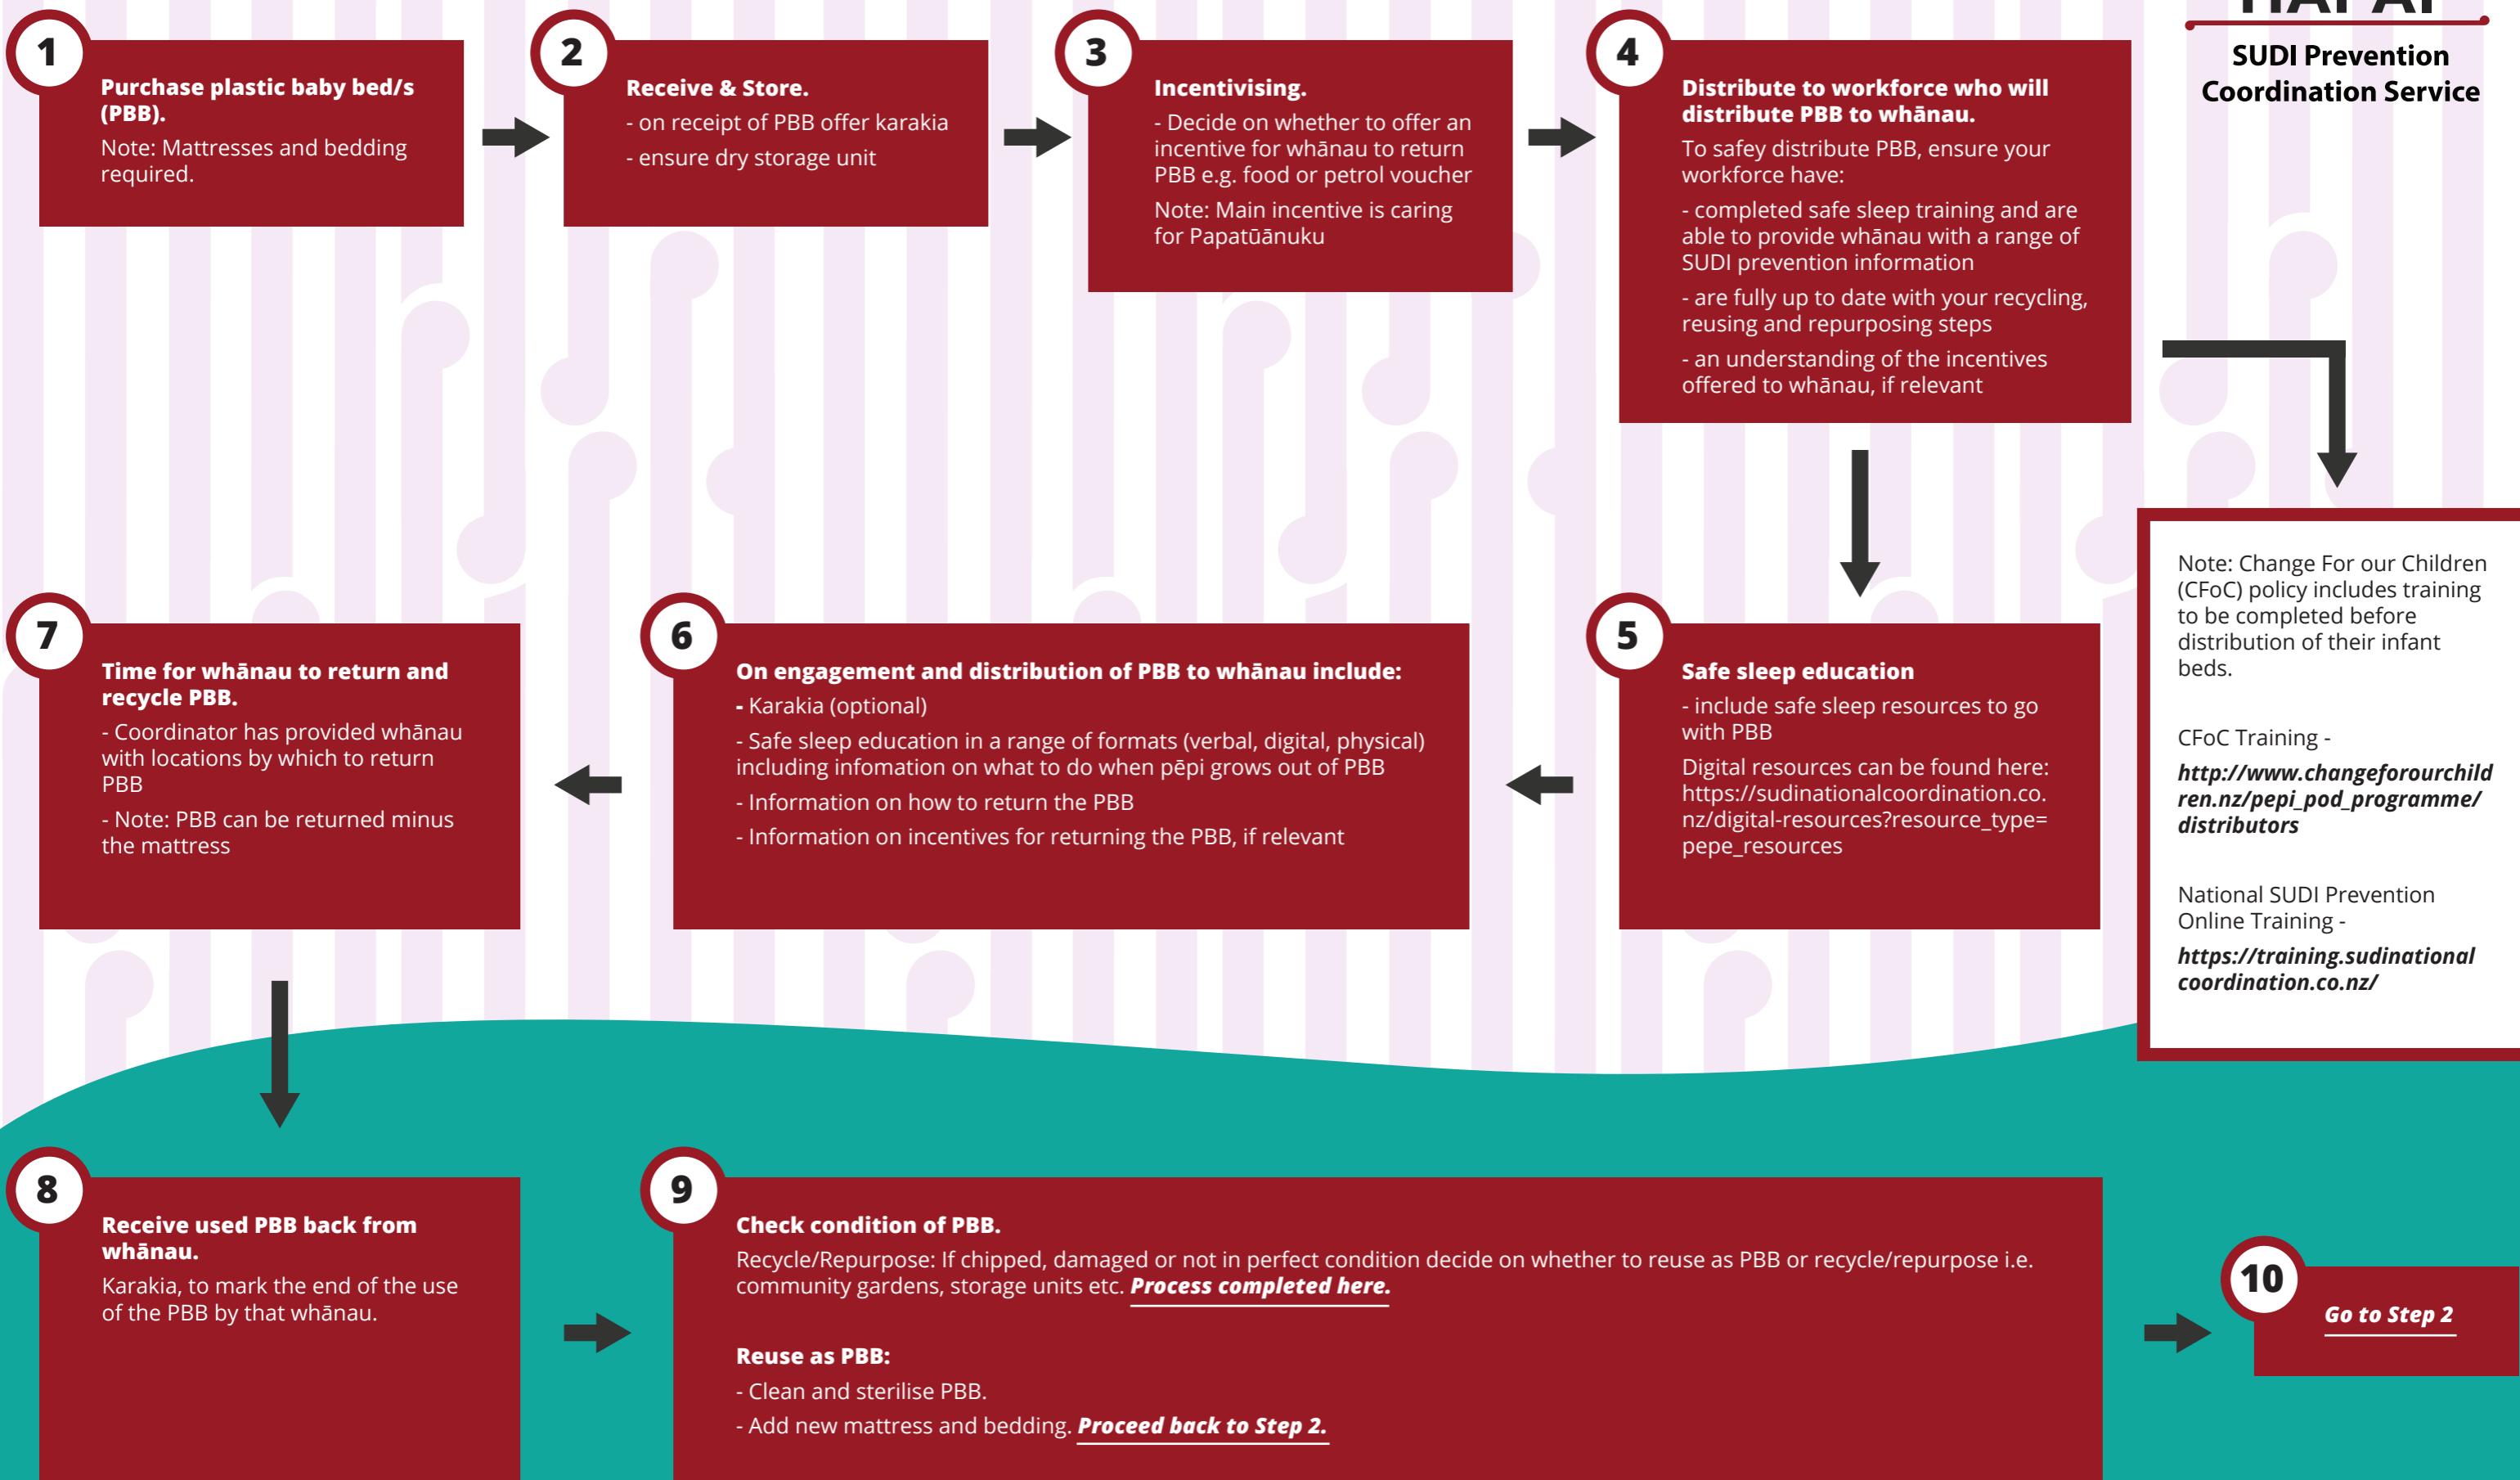 1
Purchase plastic baby bed/s
(PBB).
Note: Mattresses and bedding
required.
2
Receive & Store.
- on receipt of PBB offer karakia
- ensure dry storage unit
3
Incentivising.
- Decide on whether to offer an
incentive for whānau to return
PBB e.g. food or petrol voucher
Note: Main incentive is caring
for Papatūānuku
4
Distribute to workforce who will
distribute PBB to whānau.
To safey distribute PBB, ensure your
workforce have:
- completed safe sleep training and are
able to provide whānau with a range of
SUDI prevention information
- are fully up to date with your recycling,
reusing and repurposing steps
- an understanding of the incentives
offered to whānau, if relevant
SUDI Prevention
Coordination Service
Note: Change For our Children
(CFoC) policy includes training
to be completed before
distribution of their infant
beds.
CFoC Training -
http://www.changeforourchild
ren.nz/pepi_pod_programme/
distributors
National SUDI Prevention
Online Training -
https://training.sudinational
coordination.co.nz/
5
Safe sleep education
- include safe sleep resources to go
with PBB
Digital resources can be found here:
https://sudinationalcoordination.co.
nz/digital-resources?resource_type=
pepe_resources
6
On engagement and distribution of PBB to whānau include:
- Karakia (optional)
- Safe sleep education in a range of formats (verbal, digital, physical)
including infomation on what to do when pēpi grows out of PBB
- Information on how to return the PBB
- Information on incentives for returning the PBB, if relevant
7
Time for whānau to return and
recycle PBB.
- Coordinator has provided whānau
with locations by which to return
PBB
- Note: PBB can be returned minus
the mattress
8
Receive used PBB back from
whānau.
Karakia, to mark the end of the use
of the PBB by that whānau.
9
Check condition of PBB.
Recycle/Repurpose: If chipped, damaged or not in perfect condition decide on whether to reuse as PBB or recycle/repurpose i.e.
community gardens, storage units etc. Process completed here.
Reuse as PBB:
- Clean and sterilise PBB.
- Add new mattress and bedding. Proceed back to Step 2.
10
Go to Step 2